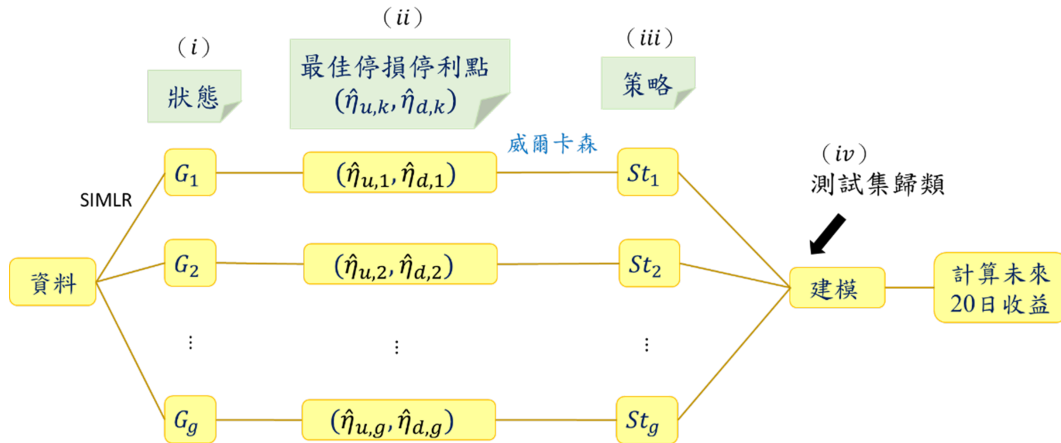 (i)
(ii)
(iii)
狀態
最佳停損停利點
(η̂u,k, η̂d,k)
策略
威爾卡森
(iv)
測試集歸類
SIMLR
G1
(η̂u,1, η̂d,1)
St1
資料
G2
(η̂u,2, η̂d,2)
St2
建模
計算未來
20日收益
⋮
⋮
⋮
Gg
(η̂u,g, η̂d,g)
Stg